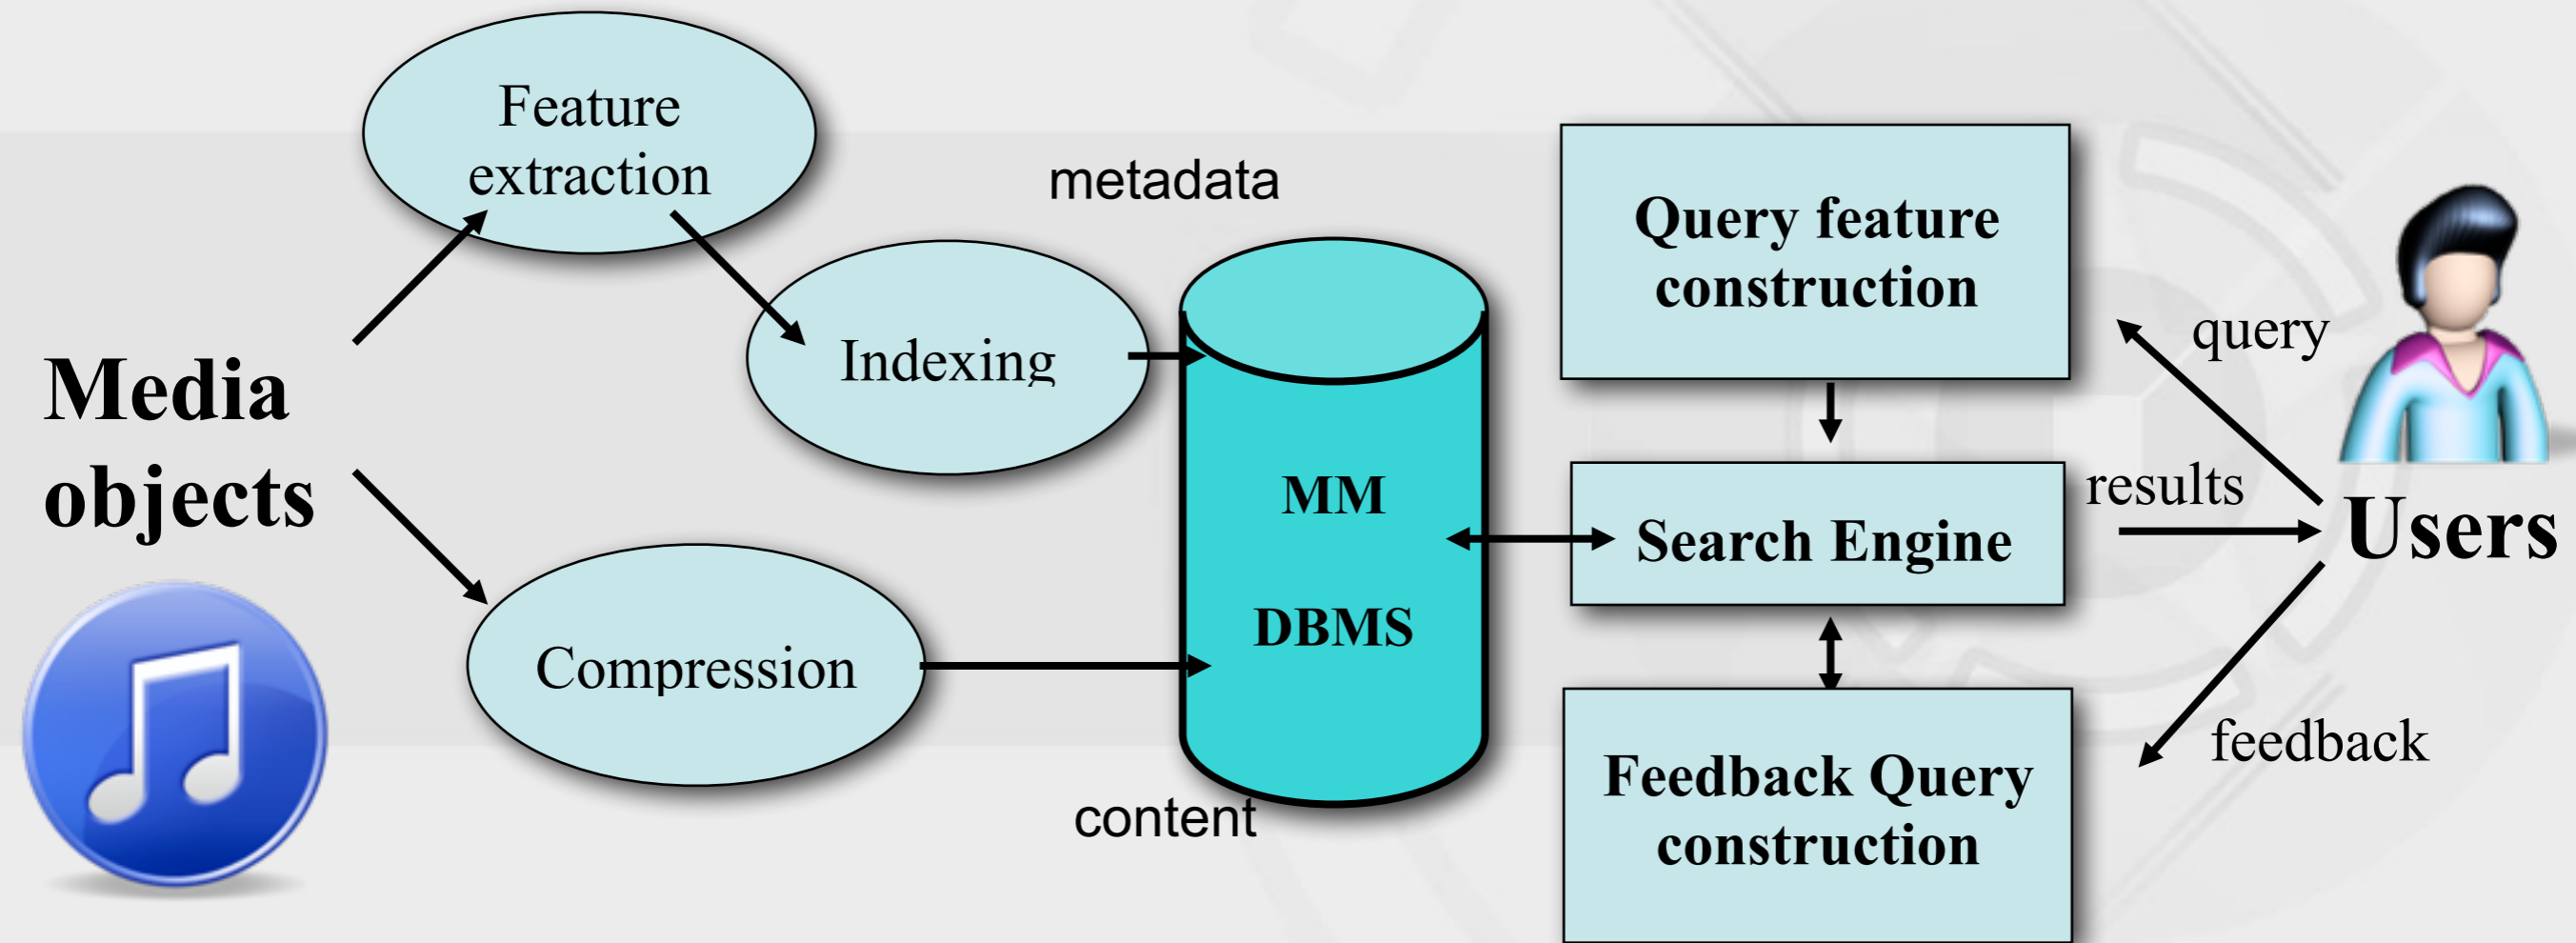 Feature
extraction
metadata
Indexing
Media
objects
Compression
content
MM
DBMS
Query feature
construction
Search Engine
Feedback Query
construction
query
results
Users
feedback